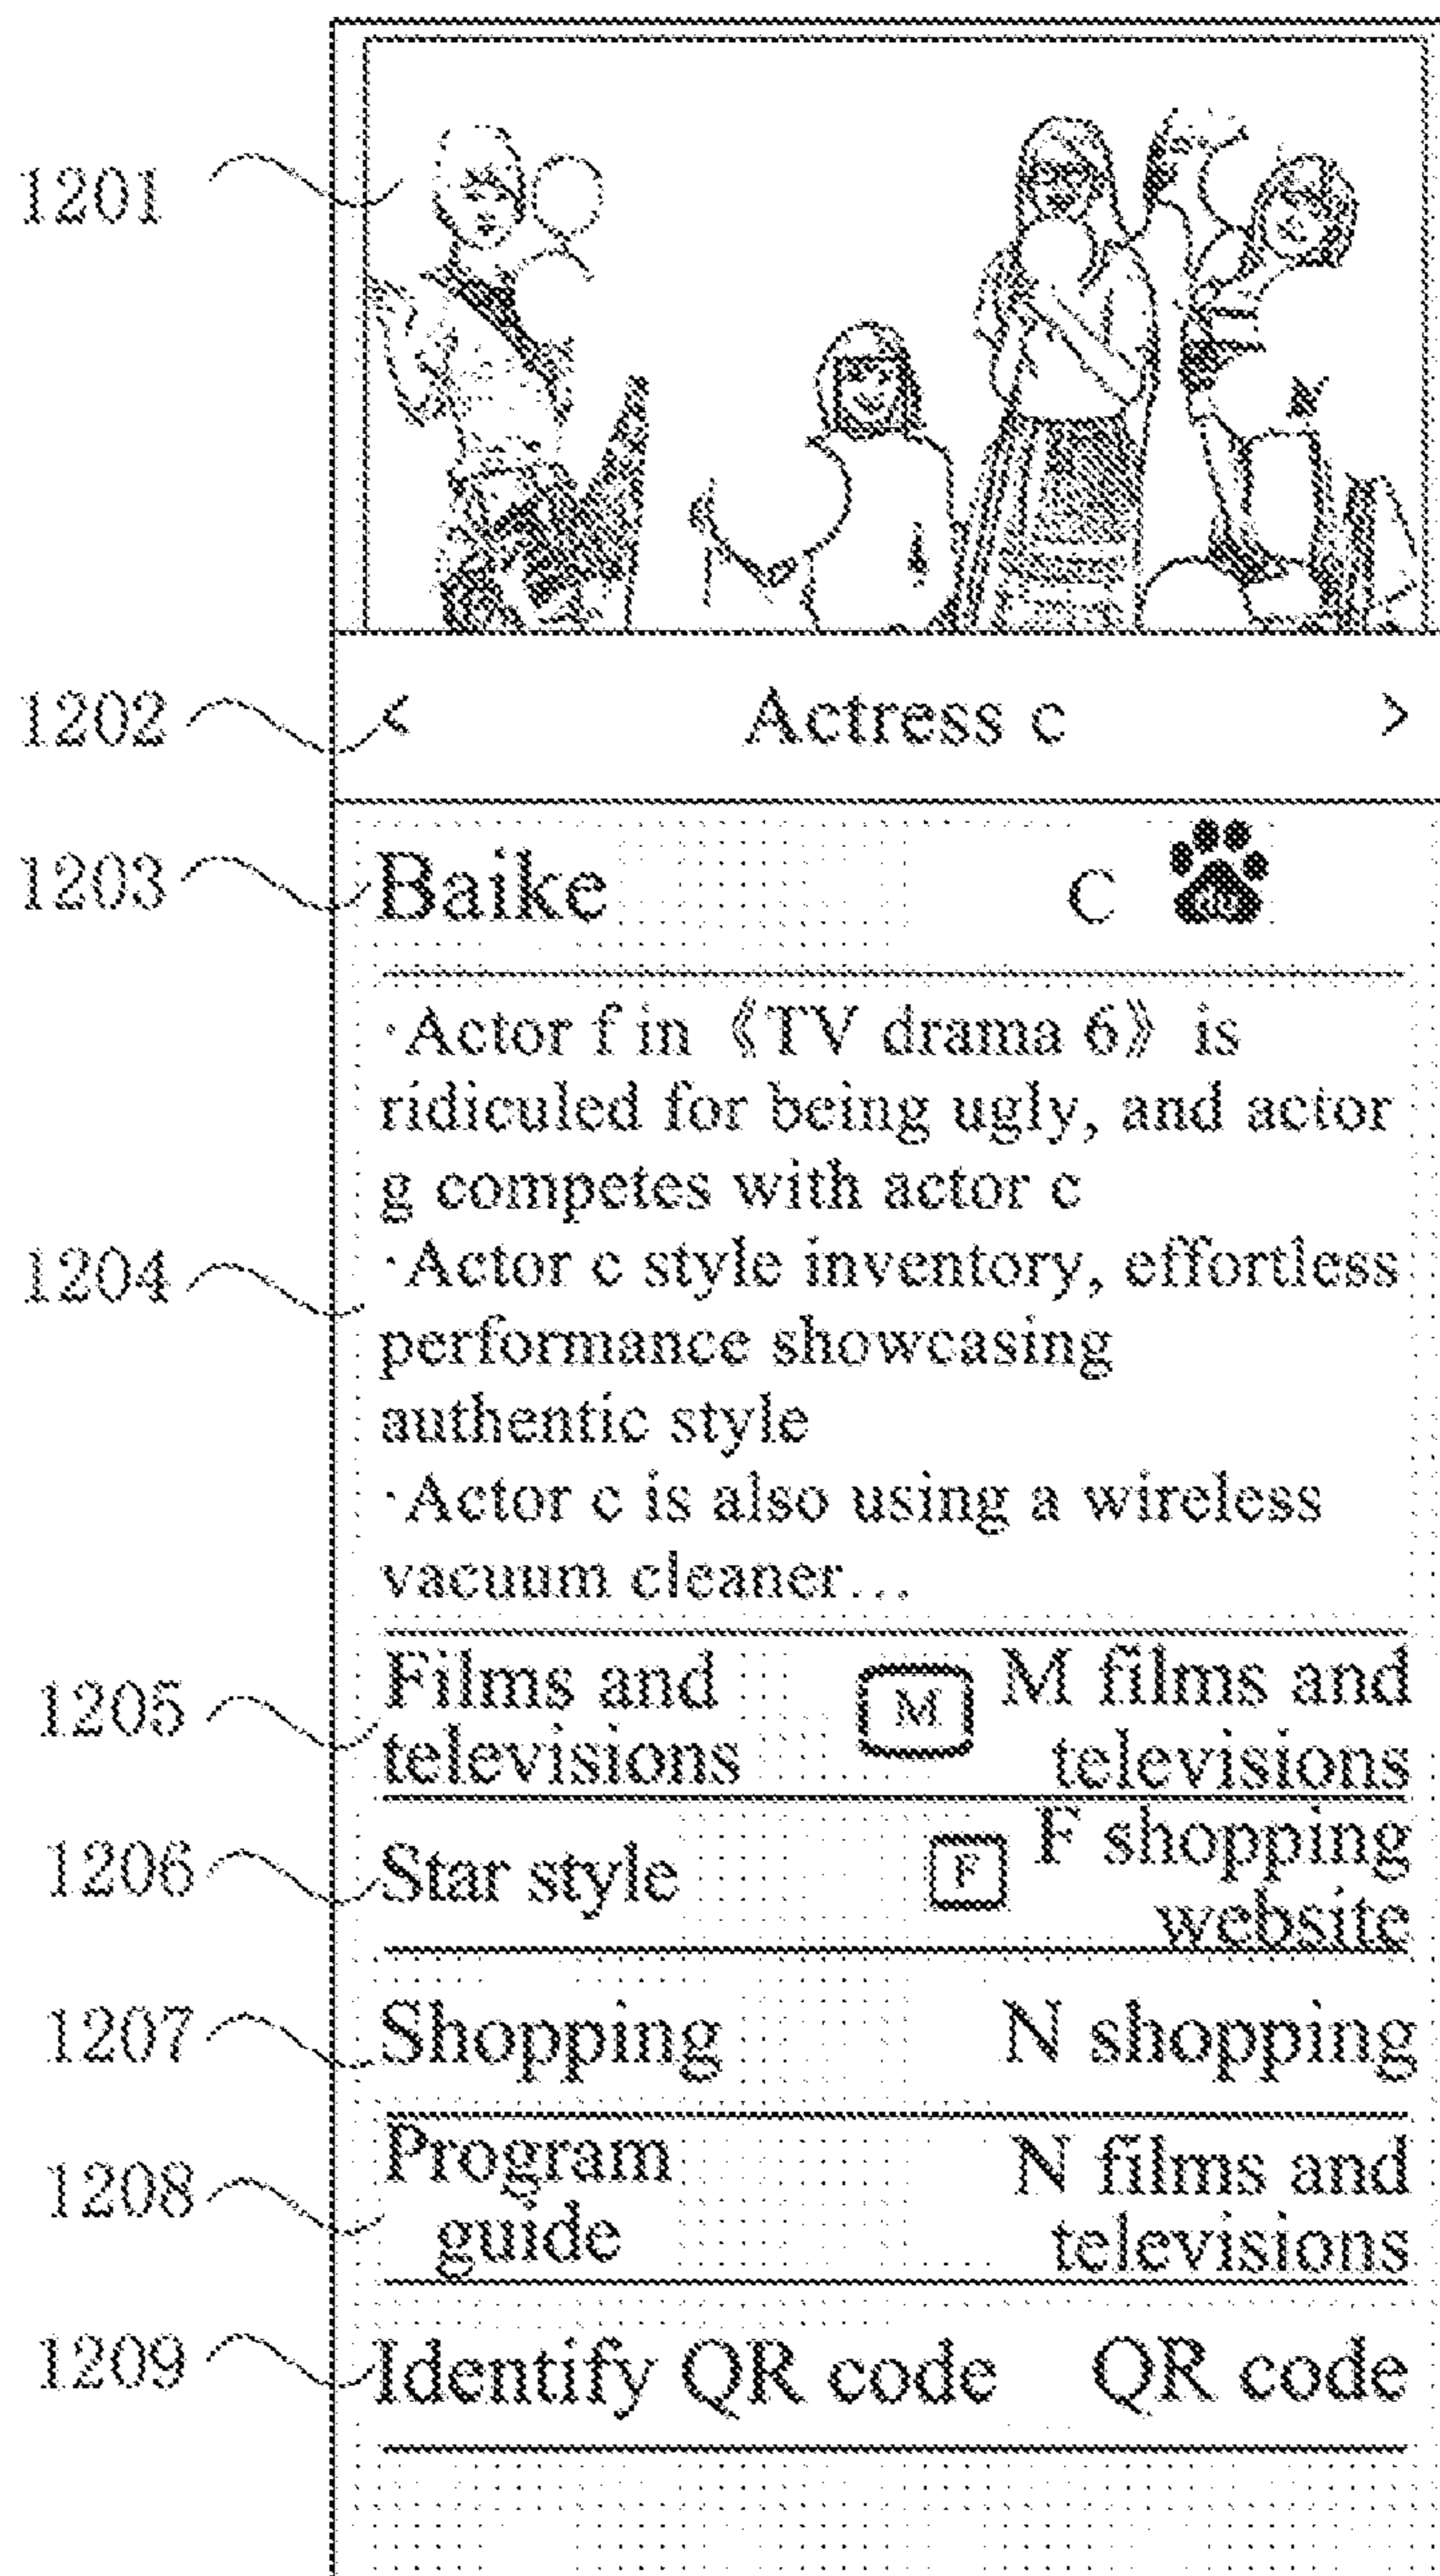 1201
1202 < Actress c >
1203 Baike C
·Actor f in 《TV drama 6》 is
ridiculed for being ugly, and actor
g competes with actor c
1204 ·Actor c style inventory, effortless
performance showcasing
authentic style
·Actor c is also using a wireless
vacuum cleaner...
1205 Films and M M films and
televisions televisions
1206 Star style F F shopping
website
1207 Shopping N shopping
1208 Program N films and
guide televisions
1209 Identify QR code QR code